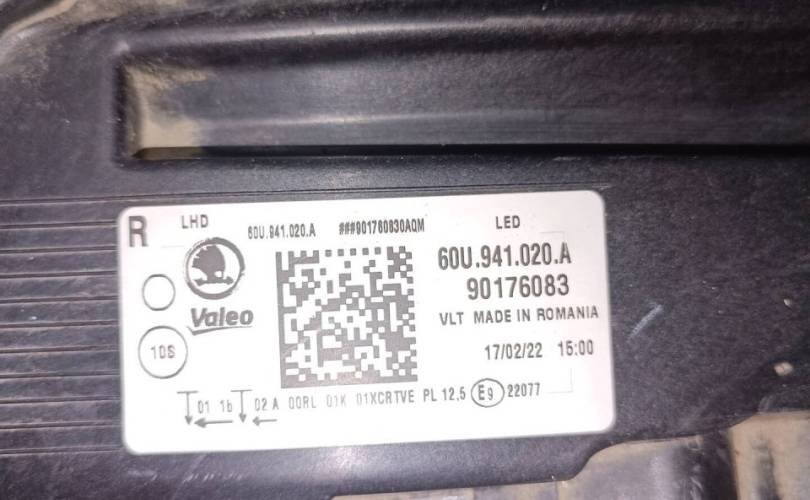 R LHD 60U.941.020.A ###901760830AQM LED
60U.941.020.A
90176083
Valeo
VLT MADE IN ROMANIA
10S
17/02/22 15:00
01 1b 02 A 00RL 01K 01XCRTVE PL 12,5 E9 22077